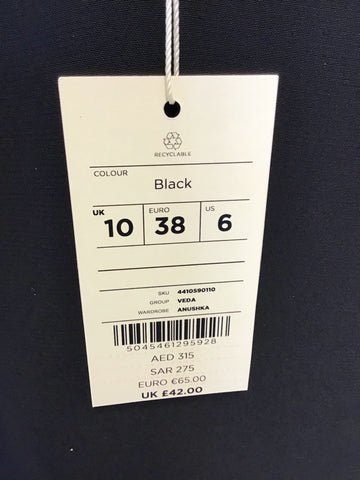 RECYCLABLE
COLOUR
Black
UK 10 EURO 38 US 6
SKU 4410590110
GROUP VEDA
WARDROBE ANUSHKA
5045461295928
AED 315
SAR 275
EURO €65.00
UK £42.00